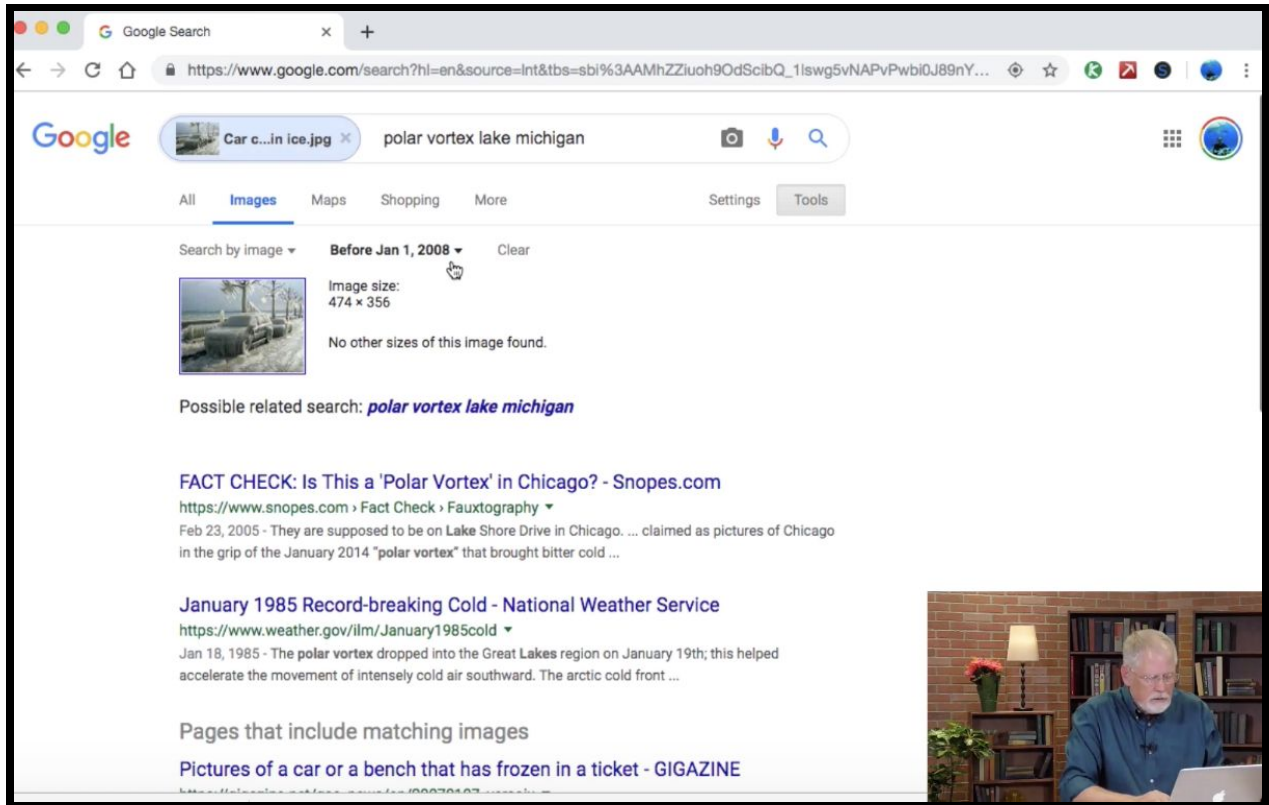 Google Search
https://www.google.com/search?hl=en&source=lnt&tbs=sbi%3AAMhZZiuoh9OdScibQ_1lswg5vNAPvPwbi0J89nY...
Google Car c...in ice.jpg polar vortex lake michigan
All Images Maps Shopping More Settings Tools
Search by image Before Jan 1, 2008 Clear
Image size:
474 × 356
No other sizes of this image found.
Possible related search: polar vortex lake michigan
FACT CHECK: Is This a 'Polar Vortex' in Chicago? - Snopes.com
https://www.snopes.com › Fact Check › Fauxtography
Feb 23, 2005 - They are supposed to be on Lake Shore Drive in Chicago. ... claimed as pictures of Chicago
in the grip of the January 2014 "polar vortex" that brought bitter cold ...
January 1985 Record-breaking Cold - National Weather Service
https://www.weather.gov/ilm/January1985cold
Jan 18, 1985 - The polar vortex dropped into the Great Lakes region on January 19th; this helped
accelerate the movement of intensely cold air southward. The arctic cold front ...
Pages that include matching images
Pictures of a car or a bench that has frozen in a ticket - GIGAZINE